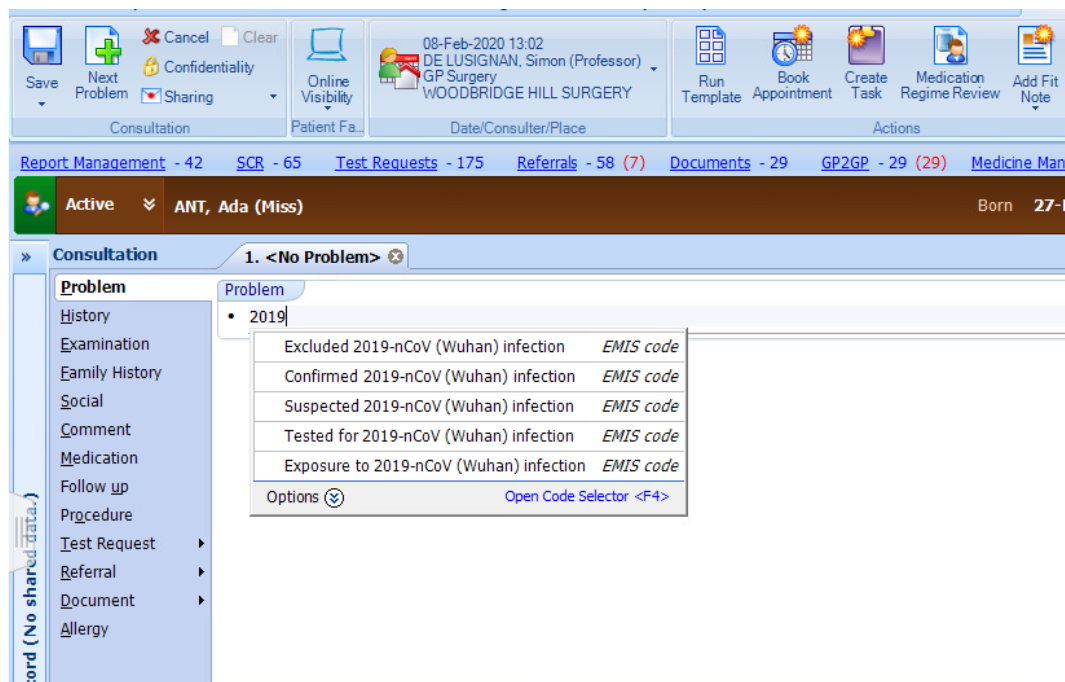 Save
Next Problem
Cancel
Clear
Confidentiality
Sharing
Consultation
Online Visibility
Patient Fa...
08-Feb-2020 13:02
DE LUSIGNAN, Simon (Professor)
GP Surgery
WOODBRIDGE HILL SURGERY
Date/Consulter/Place
Run Template
Book Appointment
Create Task
Medication Regime Review
Add Fit Note
Actions
Report Management - 42 SCR - 65 Test Requests - 175 Referrals - 58 (7) Documents - 29 GP2GP - 29 (29) Medicine Man
Active ANT, Ada (Miss) Born 27-
» Consultation 1. <No Problem>
Problem
History
Examination
Family History
Social
Comment
Medication
Follow up
Procedure
Test Request
Referral
Document
Allergy
Problem
• 2019
Excluded 2019-nCoV (Wuhan) infection EMIS code
Confirmed 2019-nCoV (Wuhan) infection EMIS code
Suspected 2019-nCoV (Wuhan) infection EMIS code
Tested for 2019-nCoV (Wuhan) infection EMIS code
Exposure to 2019-nCoV (Wuhan) infection EMIS code
Options Open Code Selector <F4>
cord (No shared data.)